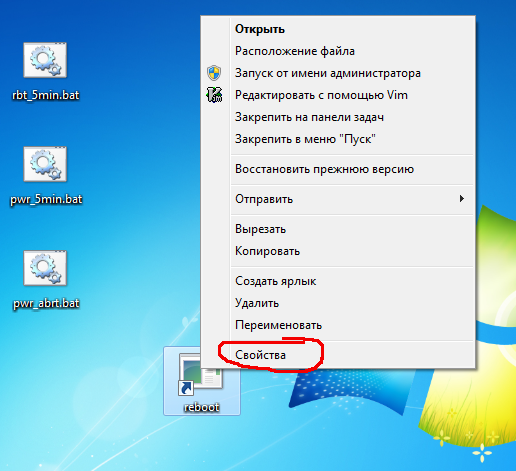 rbt_5min.bat
pwr_5min.bat
pwr_abrt.bat
reboot
Открыть
Расположение файла
Запуск от имени администратора
Редактировать с помощью Vim
Закрепить на панели задач
Закрепить в меню "Пуск"
Восстановить прежнюю версию
Отправить
Вырезать
Копировать
Создать ярлык
Удалить
Переименовать
Свойства